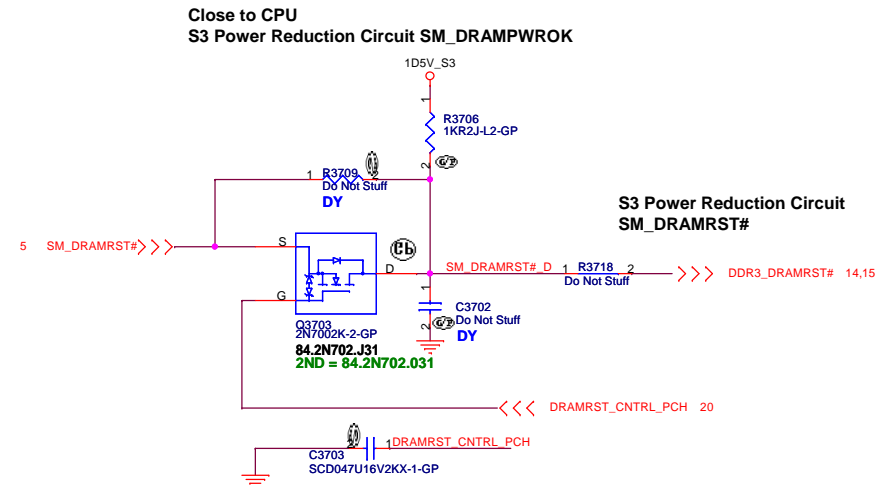 Close to CPU
S3 Power Reduction Circuit SM_DRAMPWROK
1D5V_S3
1
R3706
1KR2J-L2-GP
2
1 R3709 2
Do Not Stuff
DY
S3 Power Reduction Circuit
SM_DRAMRST#
5 SM_DRAMRST#
S
D
G
SM_DRAMRST#_D
1 R3718 2
Do Not Stuff
DDR3_DRAMRST# 14,15
1
C3702
2
Do Not Stuff
DY
Q3703
2N7002K-2-GP
84.2N702.J31
2ND = 84.2N702.031
DRAMRST_CNTRL_PCH 20
1 DRAMRST_CNTRL_PCH
C3703
SCD047U16V2KX-1-GP